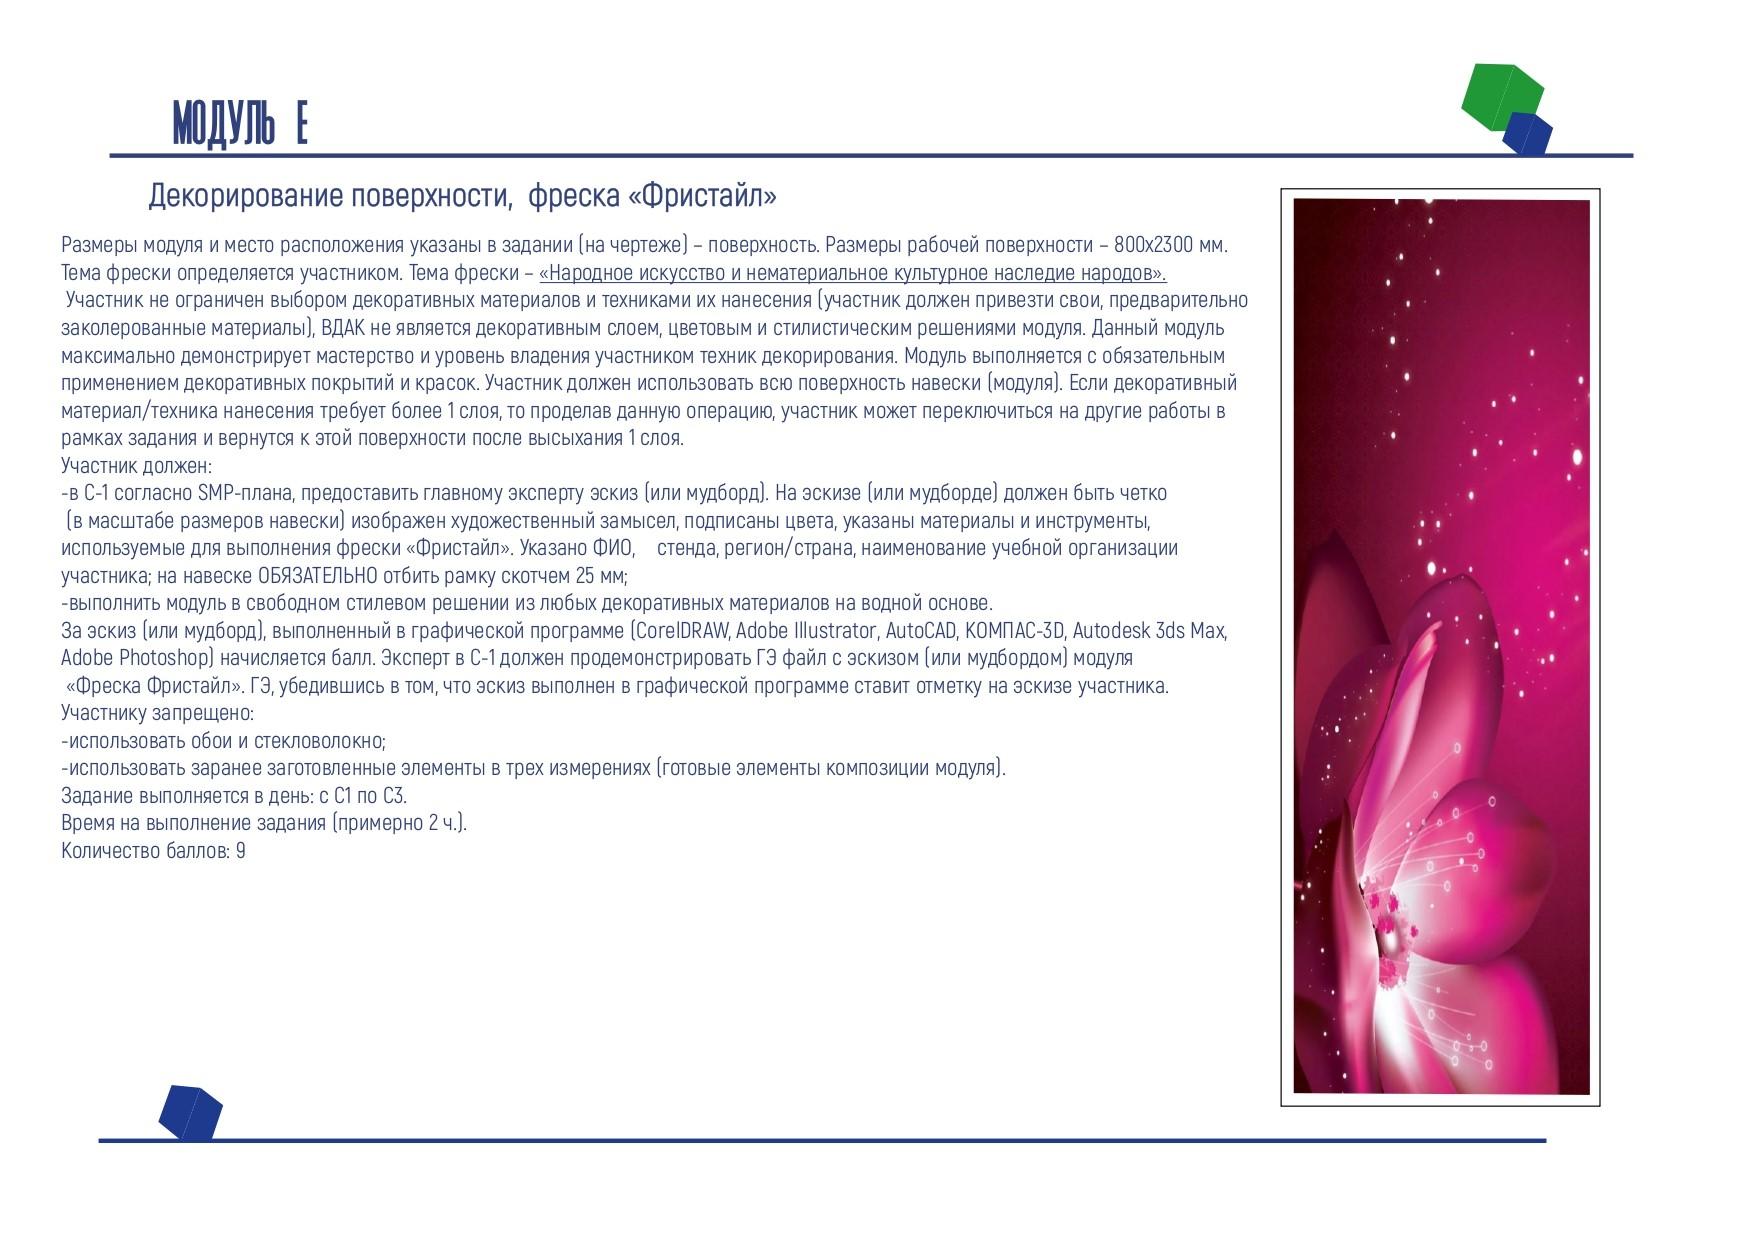 МОДУЛЬ Е
Декорирование поверхности, фреска «Фристайл»
Размеры модуля и место расположения указаны в задании (на чертеже) – поверхность. Размеры рабочей поверхности – 800х2300 мм.
Тема фрески определяется участником. Тема фрески – «Народное искусство и нематериальное культурное наследие народов».
Участник не ограничен выбором декоративных материалов и техниками их нанесения (участник должен привезти свои, предварительно
заколерованные материалы), ВДАК не является декоративным слоем, цветовым и стилистическим решениями модуля. Данный модуль
максимально демонстрирует мастерство и уровень владения участником техник декорирования. Модуль выполняется с обязательным
применением декоративных покрытий и красок. Участник должен использовать всю поверхность навески (модуля). Если декоративный
материал/техника нанесения требует более 1 слоя, то проделав данную операцию, участник может переключиться на другие работы в
рамках задания и вернутся к этой поверхности после высыхания 1 слоя.
Участник должен:
-в С-1 согласно SMP-плана, предоставить главному эксперту эскиз (или мудборд). На эскизе (или мудборде) должен быть четко
(в масштабе размеров навески) изображен художественный замысел, подписаны цвета, указаны материалы и инструменты,
используемые для выполнения фрески «Фристайл». Указано ФИО, стенда, регион/страна, наименование учебной организации
участника; на навеске ОБЯЗАТЕЛЬНО отбить рамку скотчем 25 мм;
-выполнить модуль в свободном стилевом решении из любых декоративных материалов на водной основе.
За эскиз (или мудборд), выполненный в графической программе (CorelDRAW, Adobe Illustrator, AutoCAD, КОМПАС-3D, Autodesk 3ds Max,
Adobe Photoshop) начисляется балл. Эксперт в С-1 должен продемонстрировать ГЭ файл с эскизом (или мудбордом) модуля
«Фреска Фристайл». ГЭ, убедившись в том, что эскиз выполнен в графической программе ставит отметку на эскизе участника.
Участнику запрещено:
-использовать обои и стекловолокно;
-использовать заранее заготовленные элементы в трех измерениях (готовые элементы композиции модуля).
Задание выполняется в день: с С1 по С3.
Время на выполнение задания (примерно 2 ч.).
Количество баллов: 9